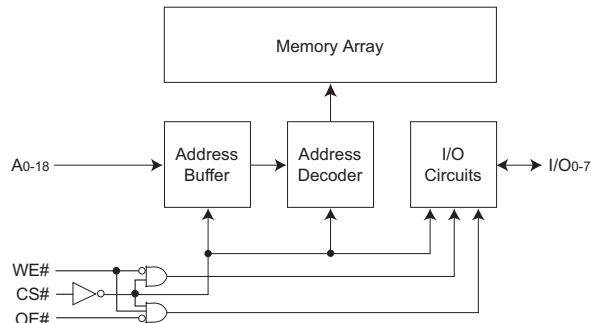 Memory Array
A0-18
Address
Buffer
Address
Decoder
I/O
Circuits
I/O0-7
WE#
CS#
OE#